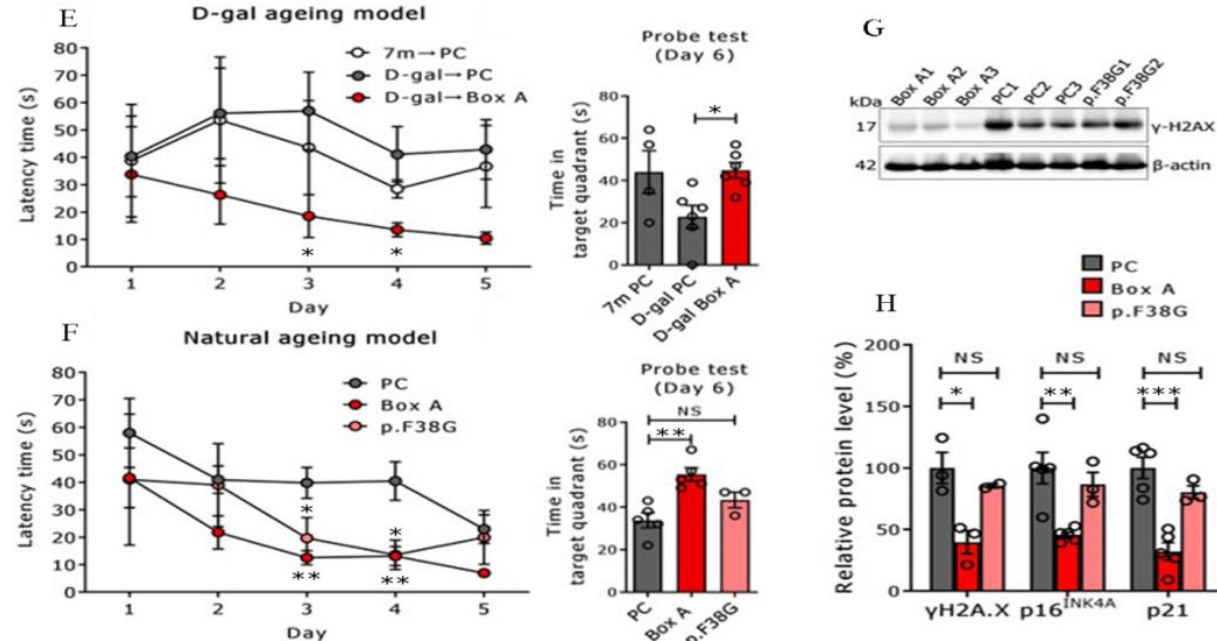 E
D-gal ageing model
Latency time (s)
80
70
60
50
40
30
20
10
0
7m→PC
D-gal→PC
D-gal→Box A
*
*
1 2 3 4 5
Day
Probe test
(Day 6)
Time in
target quadrant (s)
80
60
40
20
0
*
7m PC
D-gal PC
D-gal Box A
F
Natural ageing model
Latency time (s)
80
70
60
50
40
30
20
10
0
PC
Box A
p.F38G
*
*
**
**
1 2 3 4 5
Day
Probe test
(Day 6)
Time in
target quadrant (s)
80
60
40
20
0
NS
**
PC
Box A
p.F38G
G
Box A1
Box A2
Box A3
PC1
PC2
PC3
p.F38G1
p.F38G2
kDa
17
γ-H2AX
42
β-actin
H
PC
Box A
p.F38G
Relative protein level (%)
200
150
100
50
0
NS NS NS
* ** ***
γH2A.X p16INK4A p21